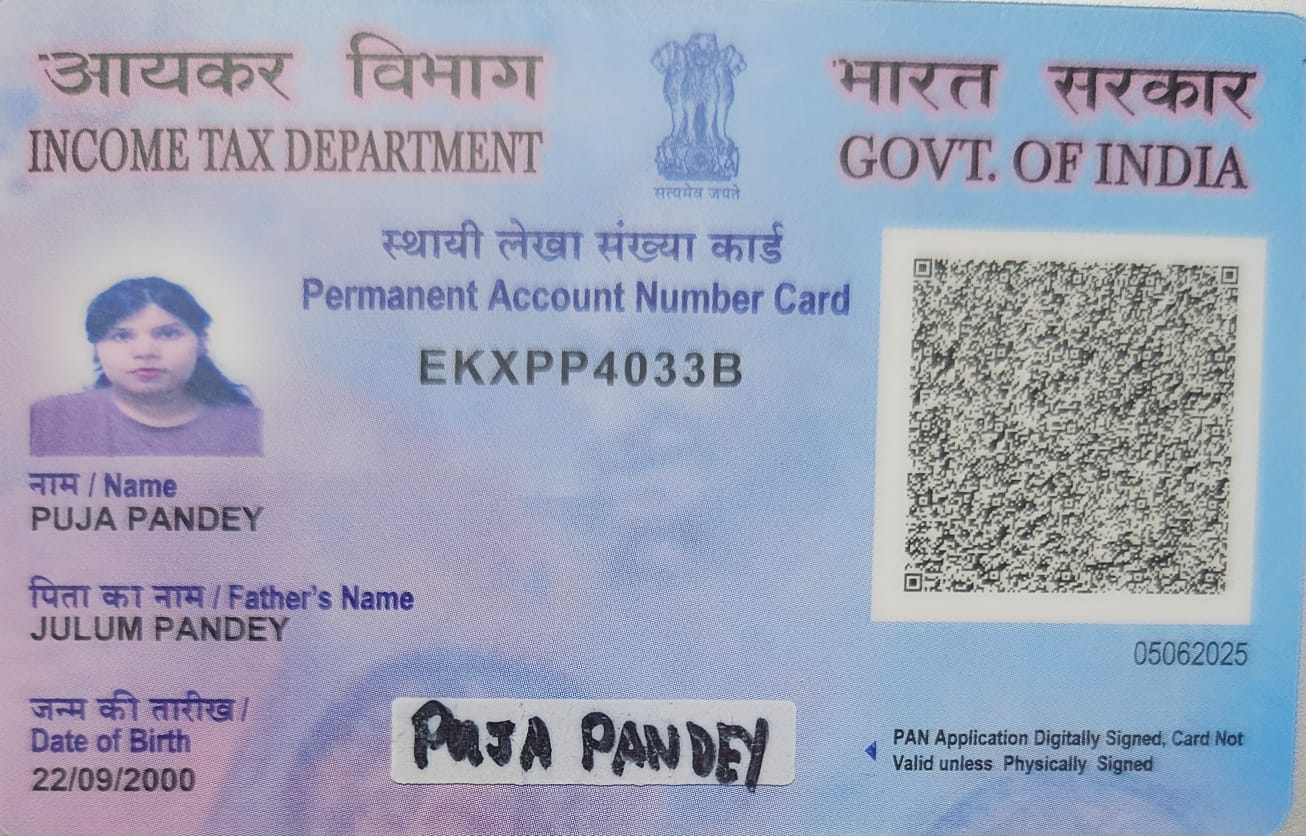 आयकर विभाग
INCOME TAX DEPARTMENT
भारत सरकार
GOVT. OF INDIA
सत्यमेव जयते
स्थायी लेखा संख्या कार्ड
Permanent Account Number Card
EKXPP4033B
नाम / Name
PUJA PANDEY
पिता का नाम / Father's Name
JULUM PANDEY
जन्म की तारीख /
Date of Birth
22/09/2000
PUJA PANDEY
05062025
PAN Application Digitally Signed, Card Not
Valid unless Physically Signed